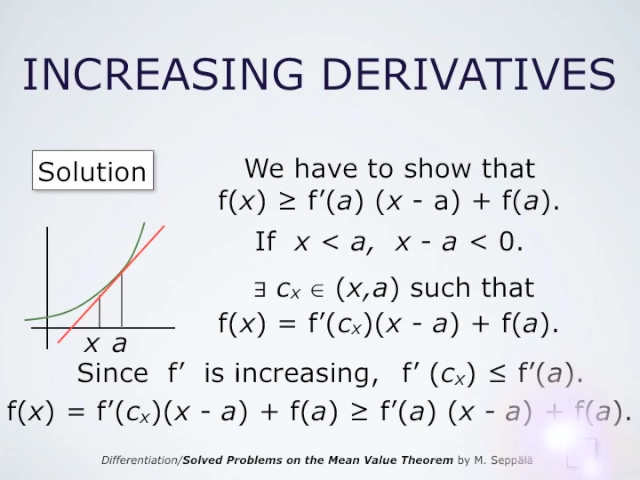 INCREASING DERIVATIVES
Solution
We have to show that
f(x) ≥ f’(a) (x - a) + f(a).
If x < a, x - a < 0.
∃ cₓ ∈ (x,a) such that
f(x) = f’(cₓ)(x - a) + f(a).
x a
Since f’ is increasing, f’ (cₓ) ≤ f’(a).
f(x) = f’(cₓ)(x - a) + f(a) ≥ f’(a) (x - a) + f(a).
Differentiation/Solved Problems on the Mean Value Theorem by M. Seppälä